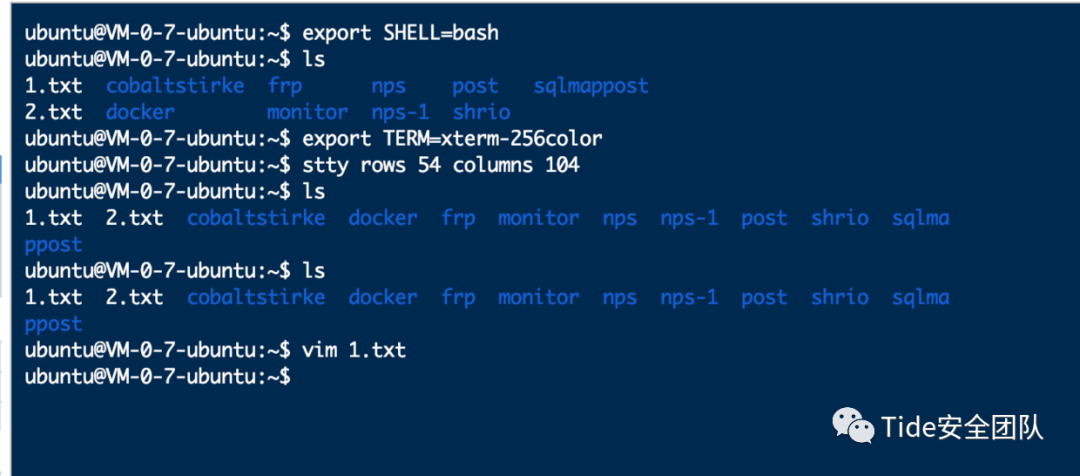 ubuntu@VM-0-7-ubuntu:~$ export SHELL=bash
ubuntu@VM-0-7-ubuntu:~$ ls
1.txt  cobaltstirke  frp      nps    post   sqlmappost
2.txt  docker        monitor  nps-1  shrio
ubuntu@VM-0-7-ubuntu:~$ export TERM=xterm-256color
ubuntu@VM-0-7-ubuntu:~$ stty rows 54 columns 104
ubuntu@VM-0-7-ubuntu:~$ ls
1.txt  2.txt  cobaltstirke  docker  frp  monitor  nps  nps-1  post  shrio  sqlma
ppost
ubuntu@VM-0-7-ubuntu:~$ ls
1.txt  2.txt  cobaltstirke  docker  frp  monitor  nps  nps-1  post  shrio  sqlma
ppost
ubuntu@VM-0-7-ubuntu:~$ vim 1.txt
ubuntu@VM-0-7-ubuntu:~$
Tide安全团队